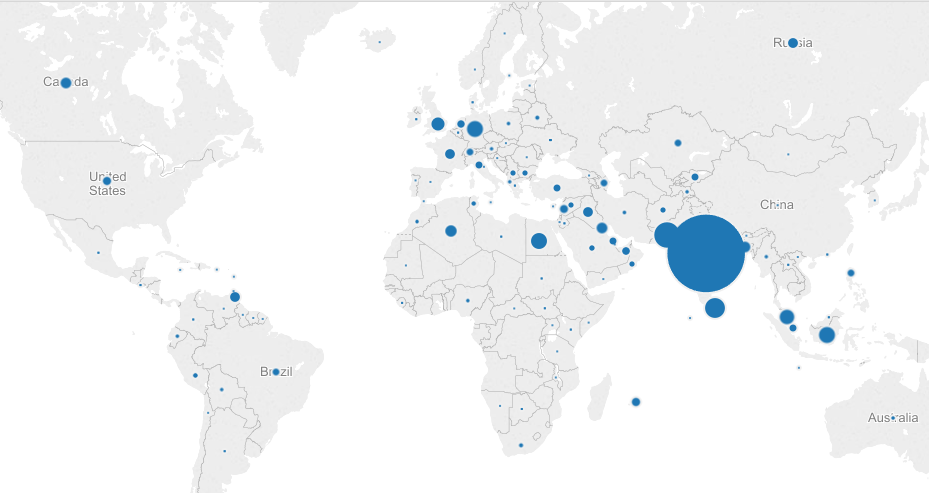 Russia
Canada
United
States
China
Brazil
Australia